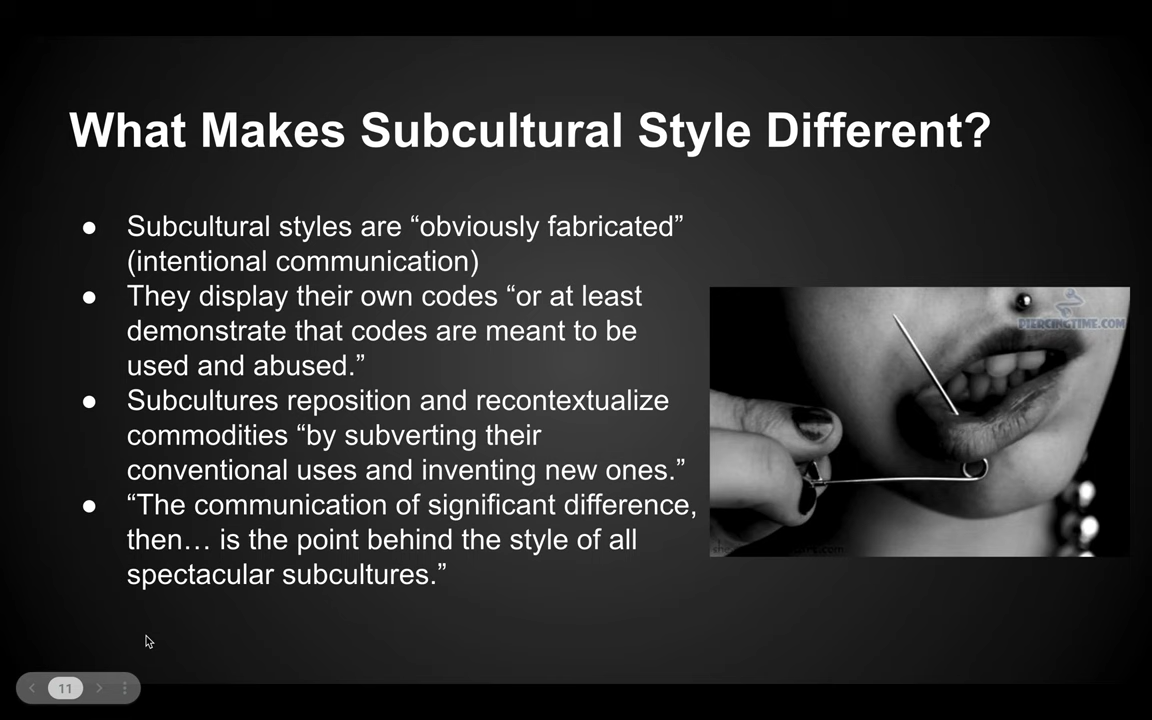 What Makes Subcultural Style Different?
● Subcultural styles are “obviously fabricated”
(intentional communication)
● They display their own codes “or at least
demonstrate that codes are meant to be
used and abused.”
● Subcultures reposition and recontextualize
commodities “by subverting their
conventional uses and inventing new ones.”
● “The communication of significant difference,
then… is the point behind the style of all
spectacular subcultures.”
PIERCINGTIME.COM
11